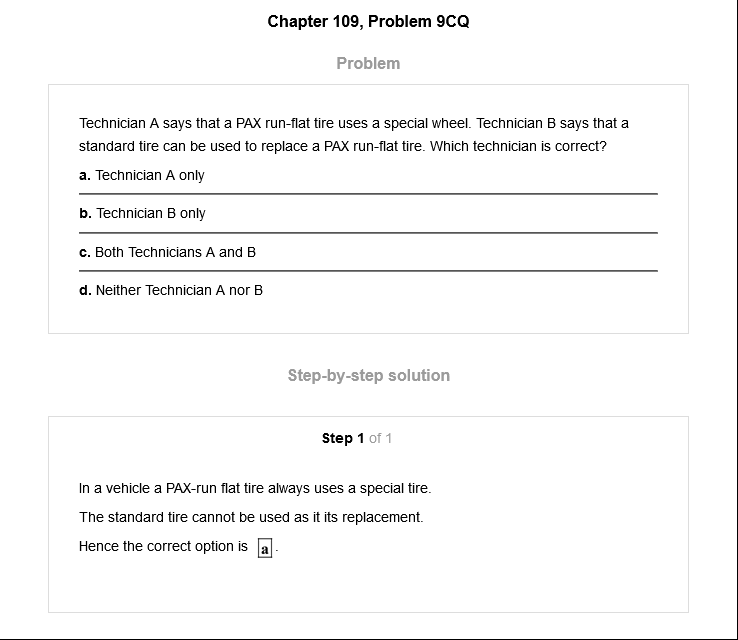 Chapter 109, Problem 9CQ
Problem
Technician A says that a PAX run-flat tire uses a special wheel. Technician B says that a
standard tire can be used to replace a PAX run-flat tire. Which technician is correct?
a. Technician A only
b. Technician B only
c. Both Technicians A and B
d. Neither Technician A nor B
Step-by-step solution
Step 1 of 1
In a vehicle a PAX-run flat tire always uses a special tire.
The standard tire cannot be used as it its replacement.
Hence the correct option is a .